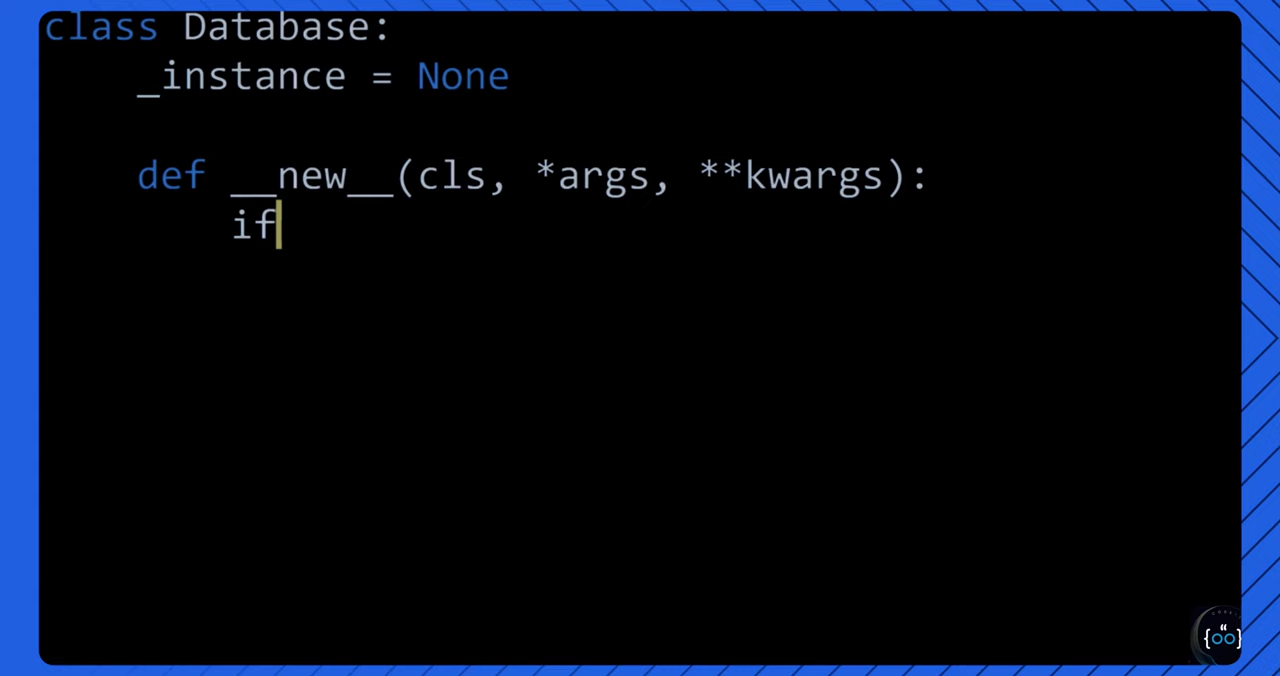 class Database:
    _instance = None
    def __new__(cls, *args, **kwargs):
        if